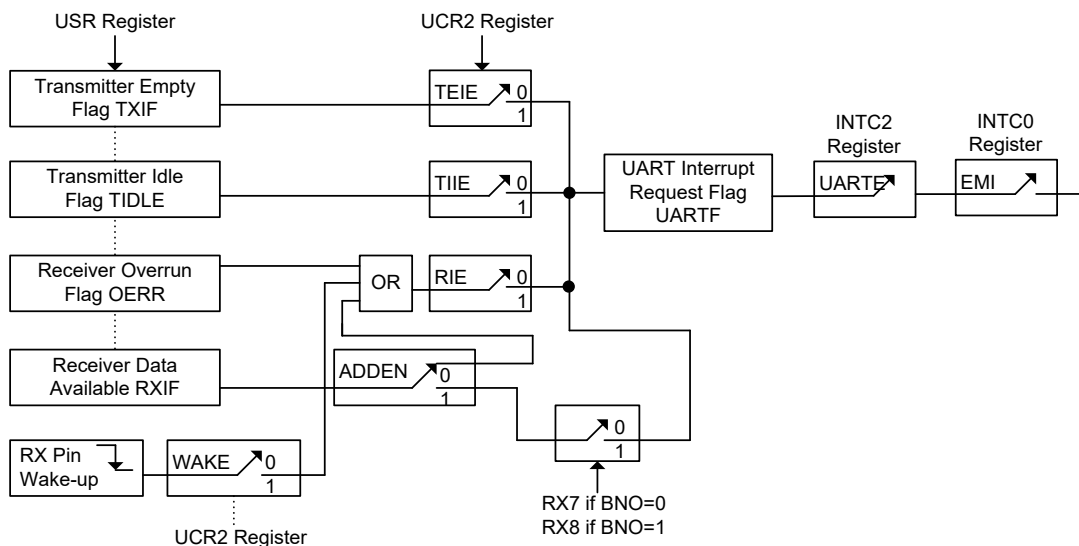 USR Register
UCR2 Register
Transmitter Empty
Flag TXIF
TEIE
0
1
INTC2
Register
INTC0
Register
Transmitter Idle
Flag TIDLE
TIIE
0
1
UART Interrupt
Request Flag
UARTF
UARTE
EMI
Receiver Overrun
Flag OERR
OR
RIE
0
1
Receiver Data
Available RXIF
ADDEN
0
1
0
1
RX Pin
Wake-up
WAKE
0
1
RX7 if BNO=0
RX8 if BNO=1
UCR2 Register